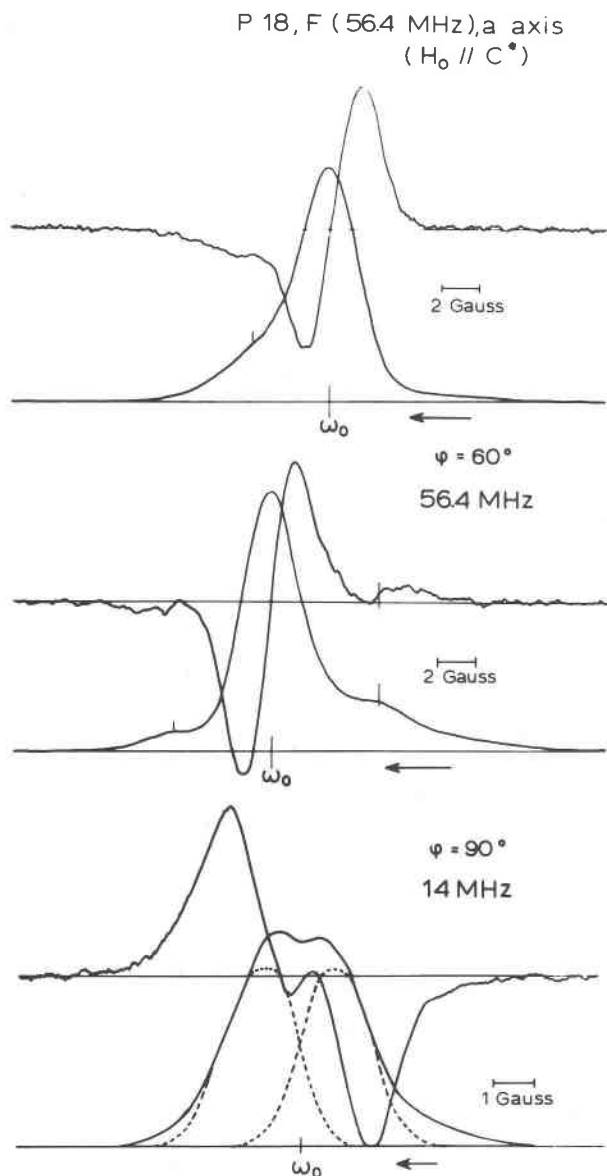 P 18, F (56.4 MHz), a axis
(H₀ // C*)
2 Gauss
ω₀
φ = 60°
56.4 MHz
2 Gauss
ω₀
φ = 90°
14 MHz
1 Gauss
ω₀